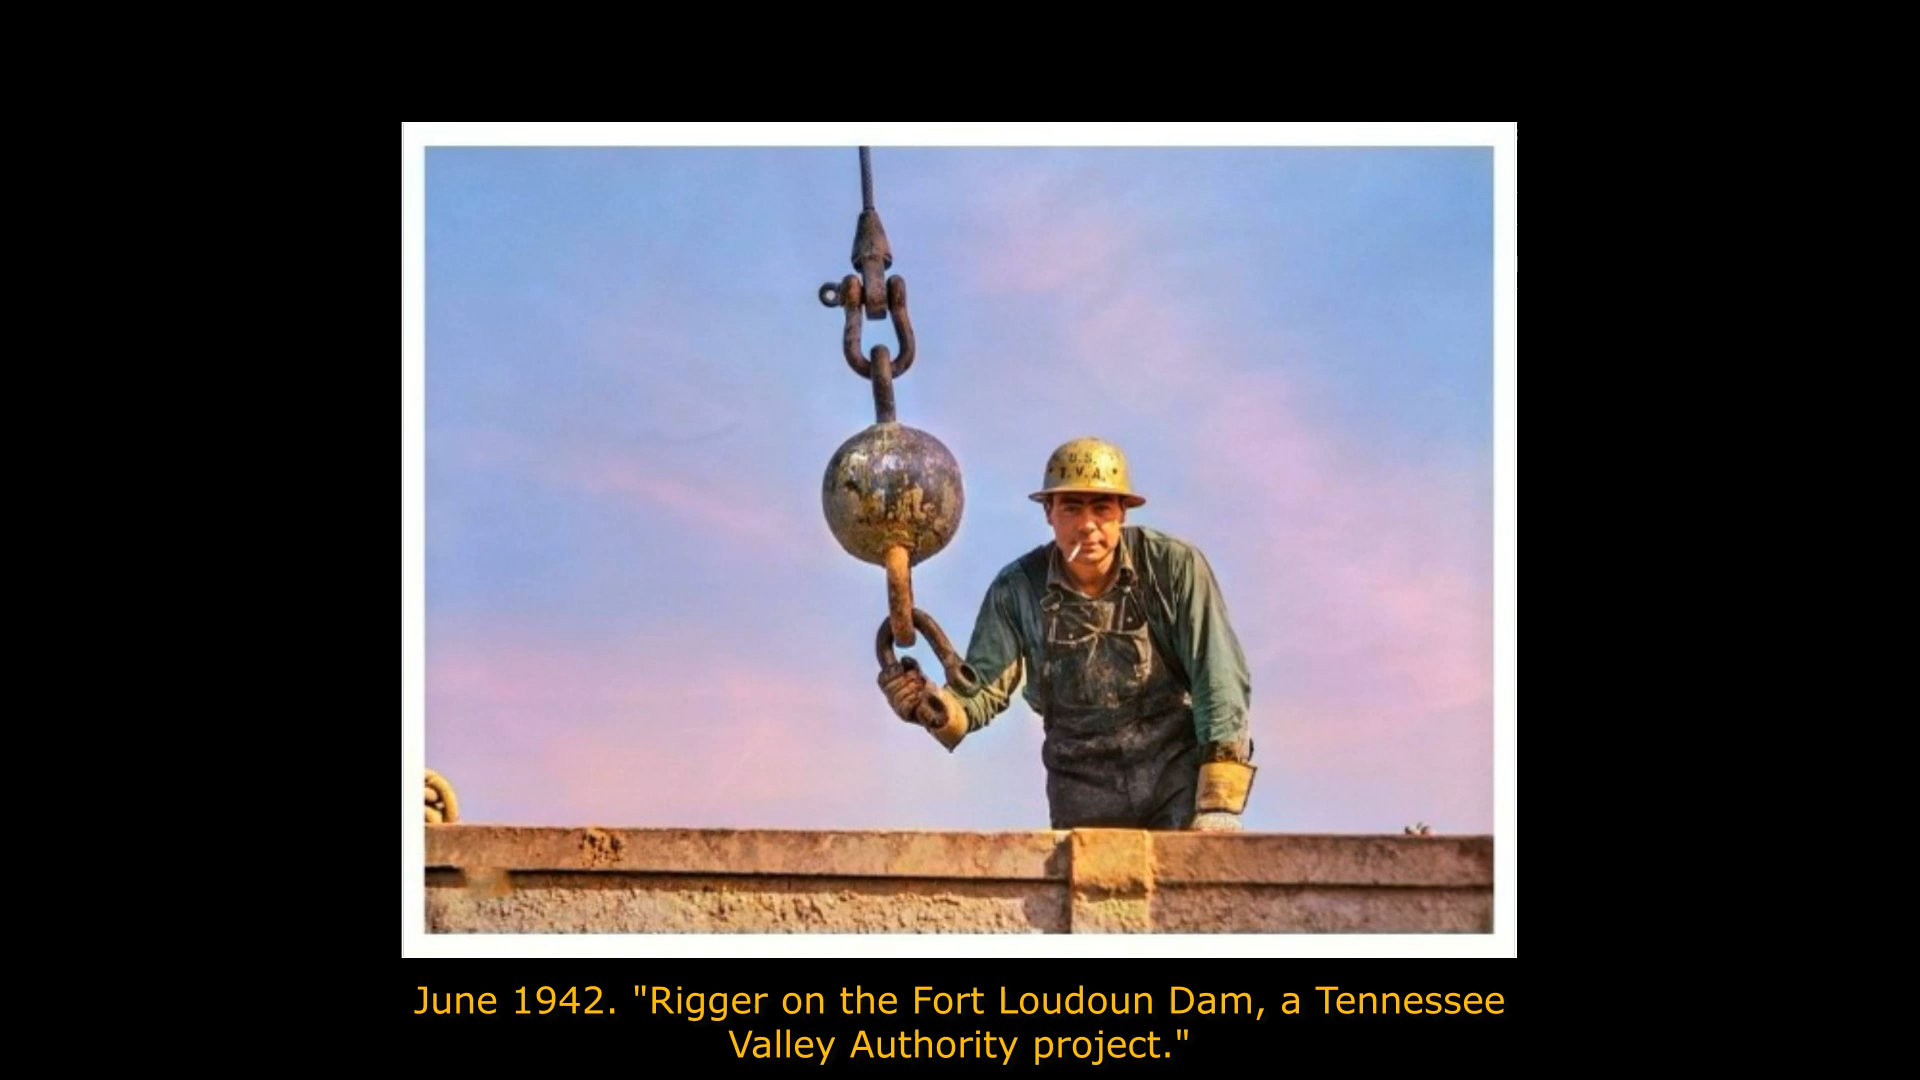 U.S.
T.V.A.
June 1942. "Rigger on the Fort Loudoun Dam, a Tennessee
Valley Authority project."